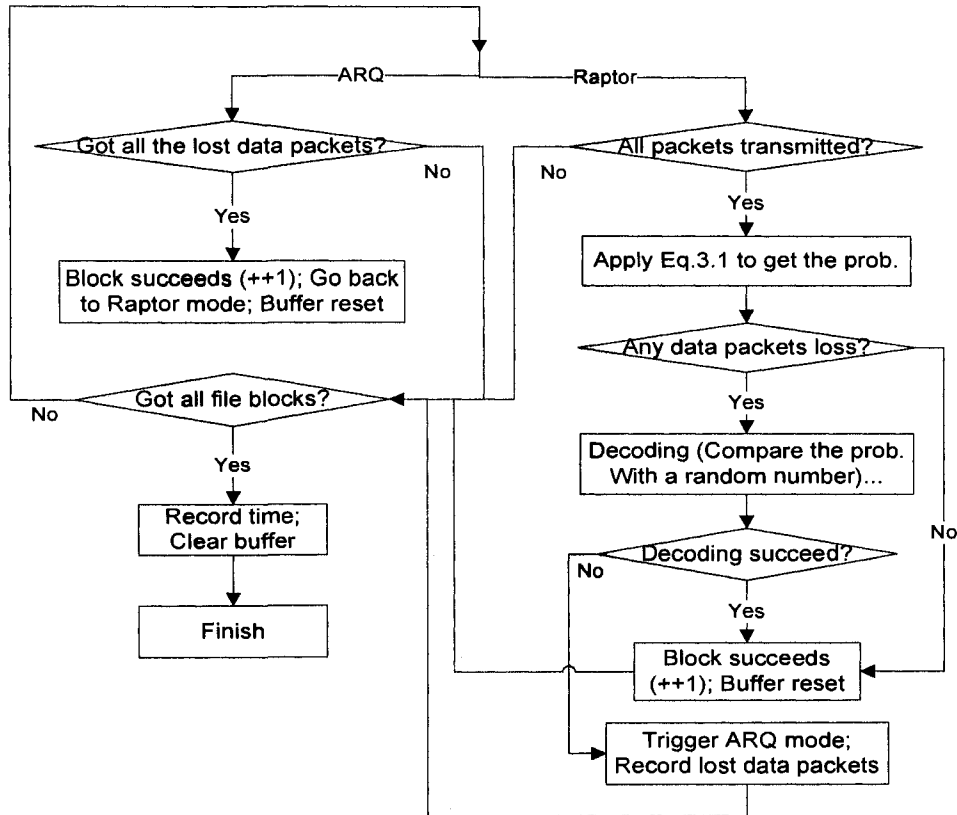 ARQ
Raptor
Got all the lost data packets?
No
Yes
Block succeeds (++1); Go back
to Raptor mode; Buffer reset
Got all file blocks?
No
Yes
Record time;
Clear buffer
Finish
All packets transmitted?
No
Yes
Apply Eq.3.1 to get the prob.
Any data packets loss?
Yes
No
Decoding (Compare the prob.
With a random number)...
Decoding succeed?
No
Yes
Block succeeds
(++1); Buffer reset
Trigger ARQ mode;
Record lost data packets